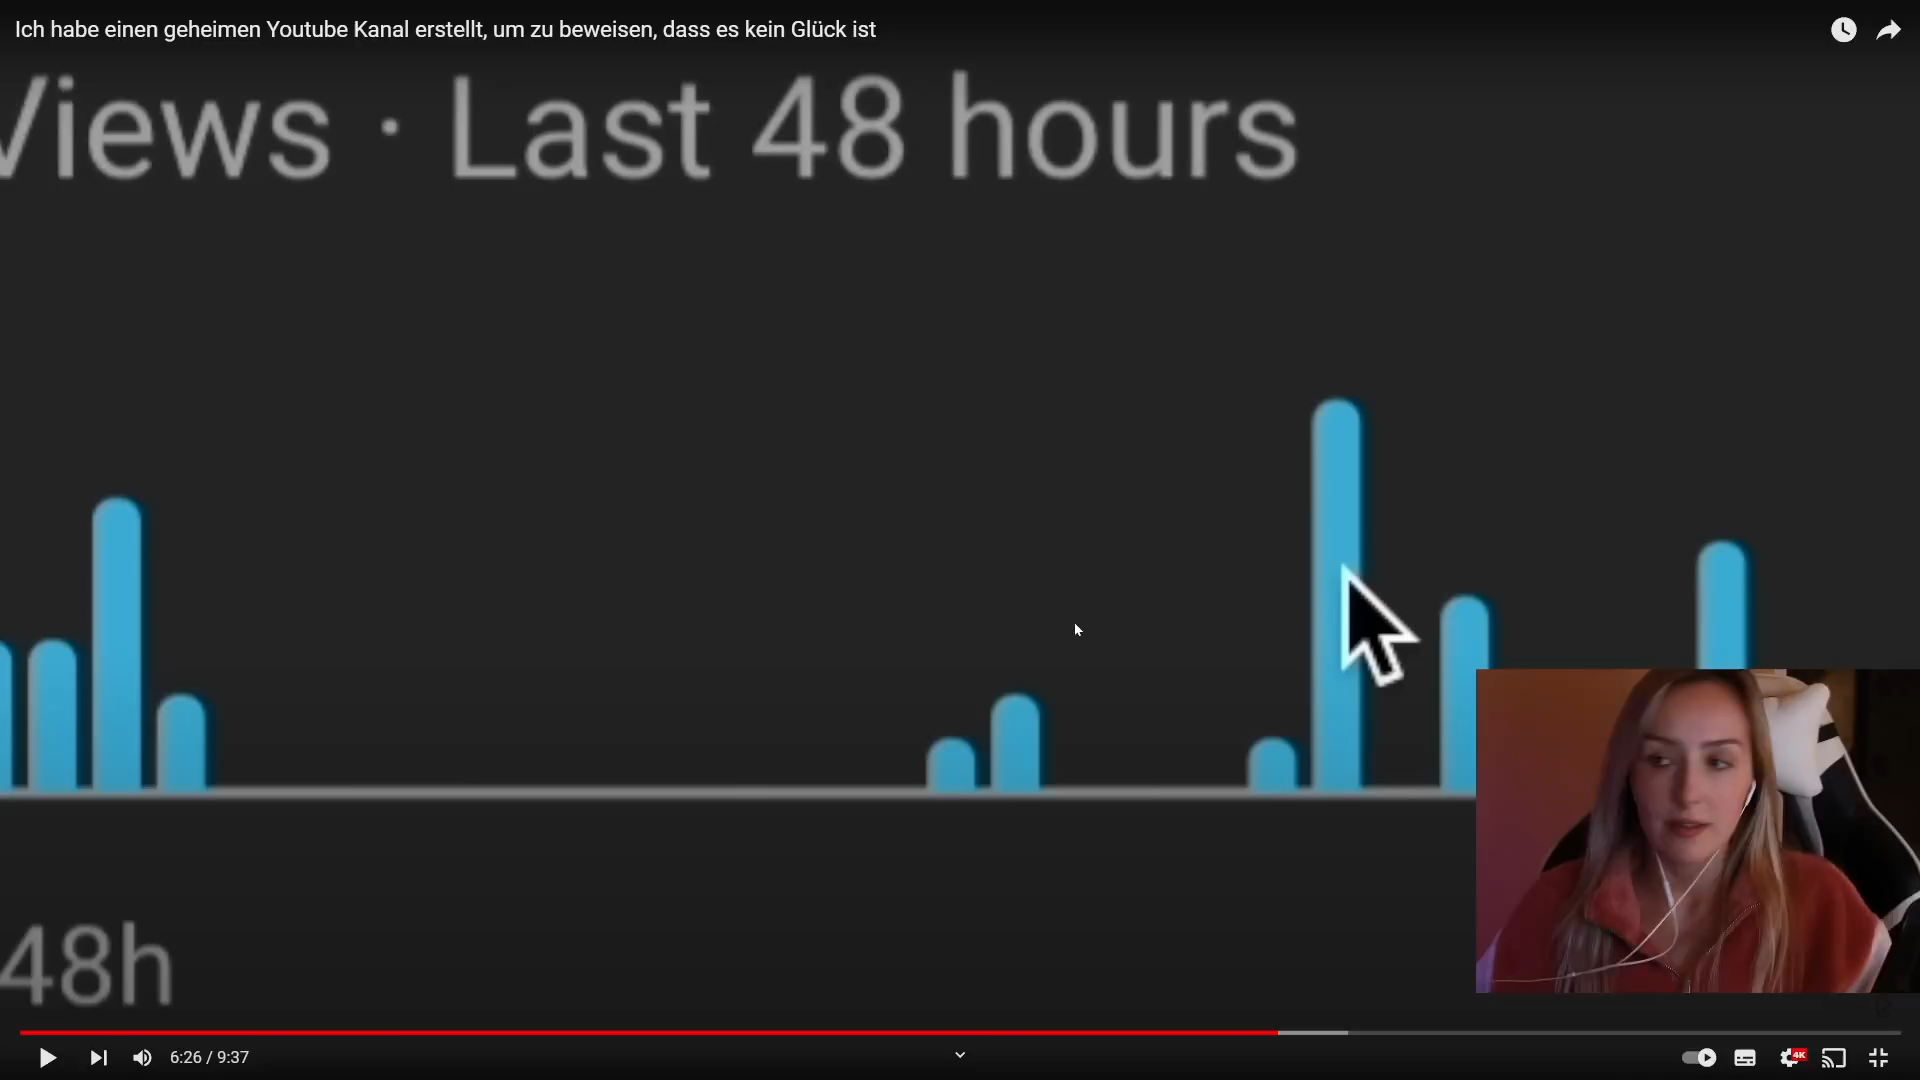 Ich habe einen geheimen Youtube Kanal erstellt, um zu beweisen, dass es kein Glück ist
Views · Last 48 hours
48h
6:26 / 9:37
4K